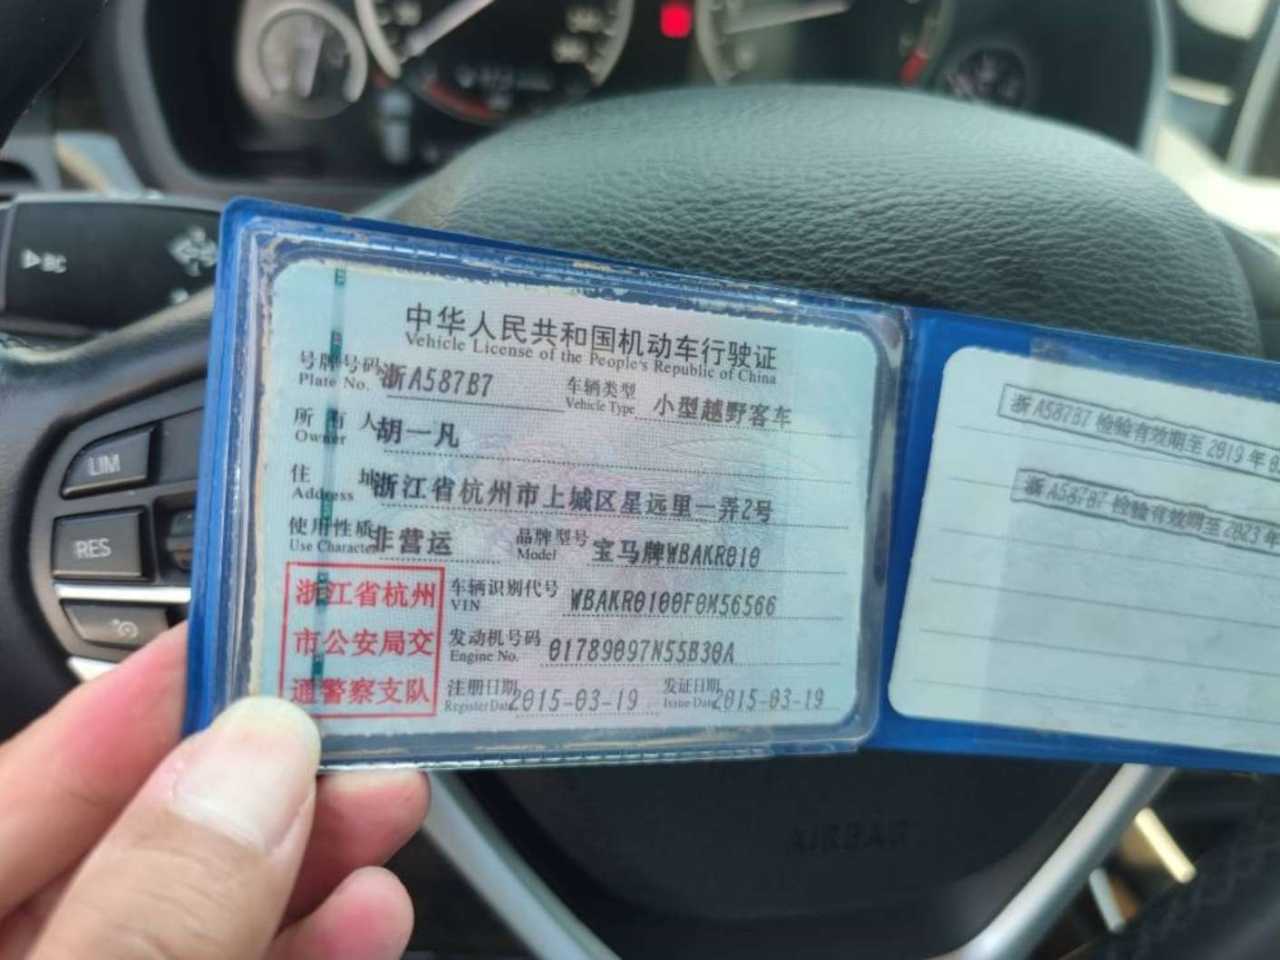 BC
LIM
RES
中华人民共和国机动车行驶证
Vehicle License of the People's Republic of China
号牌号码 浙A587B7 车辆类型 小型越野客车
Plate No. Vehicle Type
所有人 胡一凡
Owner
住址 浙江省杭州市上城区星远里一弄2号
Address
使用性质 非营运 品牌型号 宝马牌WBAKR010
Use Character Model
浙江省杭州
市公安局交
通警察支队
车辆识别代号 WBAKR0100F0M56566
VIN
发动机号码 01789097N55B30A
Engine No.
注册日期 2015-03-19 发证日期 2015-03-19
Register Date Issue Date
浙A587B7 检验有效期至 2019年0
浙A587B7 检验有效期至 2023年
AIRBAG